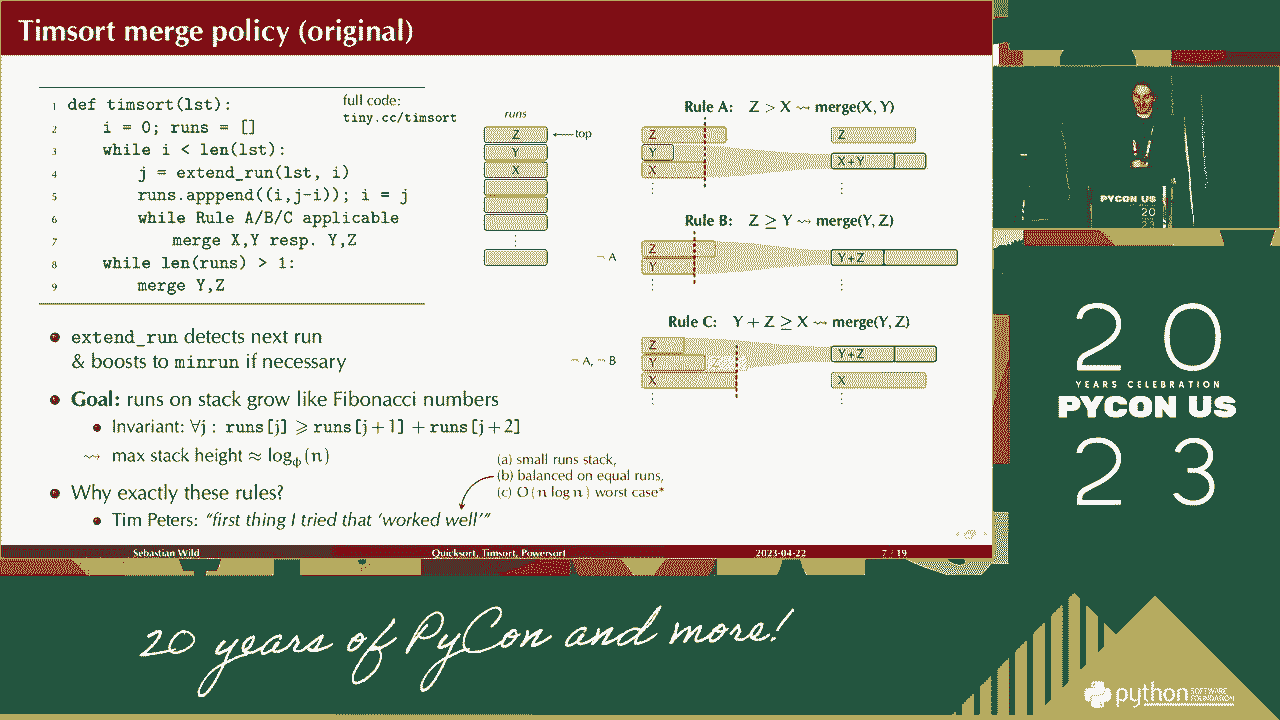 Timsort merge policy (original)
1 def timsort(lst):
2 i = 0; runs = []
3 while i < len(lst):
4 j = extend_run(lst, i)
5 runs.apppend((i,j-i)); i = j
6 while Rule A/B/C applicable
7 merge X,Y resp. Y,Z
8 while len(runs) > 1:
9 merge Y,Z
full code:
tiny.cc/timsort
runs
Z
Y
X
⋮
top
Rule A: Z > X ⇝ merge(X, Y)
Z
Y
X
⋮
Z
X+Y
⋮
Rule B: Z ≥ Y ⇝ merge(Y, Z)
¬ A
Z
Y
⋮
Y+Z
⋮
Rule C: Y + Z ≥ X ⇝ merge(Y, Z)
¬ A, ¬ B
Z
Y Z
X
⋮
Y+Z
X
⋮
extend_run detects next run
& boosts to minrun if necessary
Goal: runs on stack grow like Fibonacci numbers
Invariant: ∀j : runs[j] ⩾ runs[j+1] + runs[j+2]
⇝ max stack height ≈ logϕ(n)
Why exactly these rules?
Tim Peters: "first thing I tried that 'worked well'"
(a) small runs stack,
(b) balanced on equal runs,
(c) O(n log n) worst case*
Sebastian Wild
Quicksort, Timsort, Powersort
2023-04-22
7 / 19
PYCON US
20
23
20
YEARS CELEBRATION
PYCON US
23
20 years of PyCon and more!
python
SOFTWARE
FOUNDATION